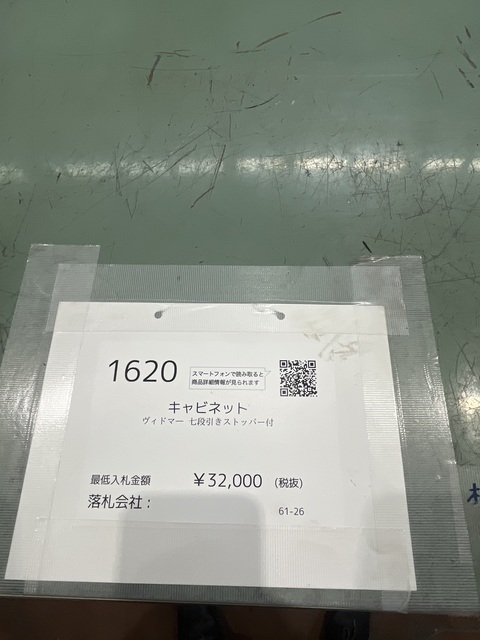 1620
スマートフォンで読み取ると
商品詳細情報が見られます
キャビネット
ヴィドマー 七段引きストッパー付
最低入札金額 ￥32,000 (税抜)
落札会社：
61-26